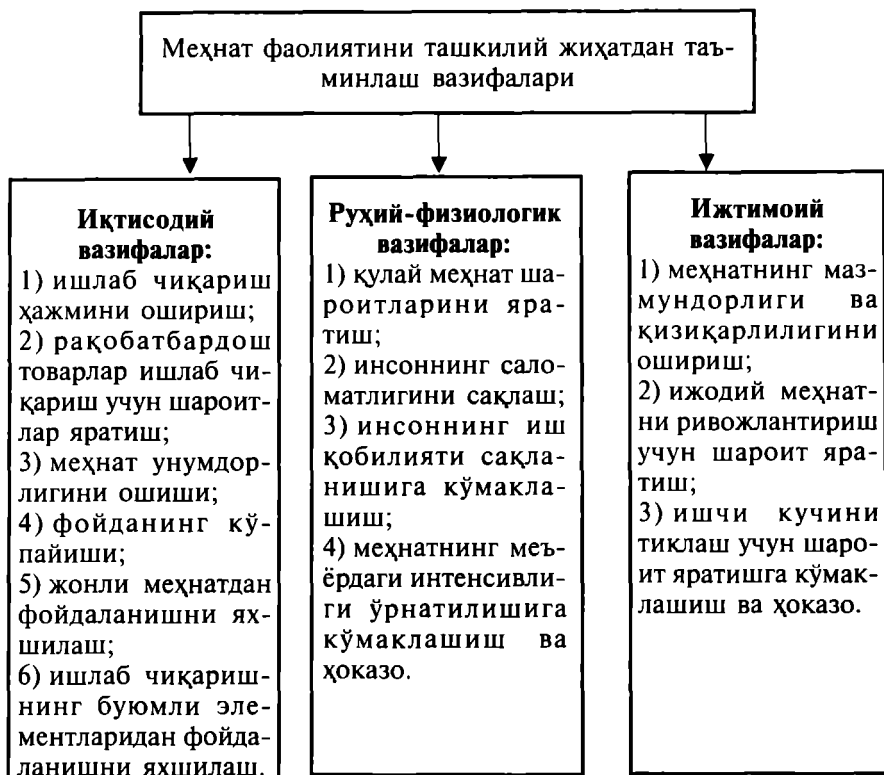 Меҳнат фаолиятини ташкилий жиҳатдан таъ-
минлаш вазифалари
Иқтисодий
вазифалар:
1) ишлаб чиқариш
ҳажмини ошириш;
2) рақобатбардош
товарлар ишлаб чи-
қариш учун шароит-
лар яратиш;
3) меҳнат унумдор-
лигини ошиши;
4) фойданинг кў-
пайиши;
5) жонли меҳнатдан
фойдаланишни ях-
шилаш;
6) ишлаб чиқариш-
нинг буюмли эле-
ментларидан фойда-
ланишни яхшилаш.
Руҳий-физиологик
вазифалар:
1) қулай меҳнат ша-
роитларини яра-
тиш;
2) инсоннинг сало-
матлигини сақлаш;
3) инсоннинг иш
қобилияти сақла-
нишига кўмакла-
шиш;
4) меҳнатнинг меъ-
ёрдаги интенсивли-
ги ўрнатилишига
кўмаклашиш ва
ҳоказо.
Ижтимоий
вазифалар:
1) меҳнатнинг маз-
мундорлиги ва
қизиқарлилигини
ошириш;
2) ижодий меҳнат-
ни ривожлантириш
учун шароит яра-
тиш;
3) ишчи кучини
тиклаш учун шаро-
ит яратишга кўмак-
лашиш ва ҳоказо.